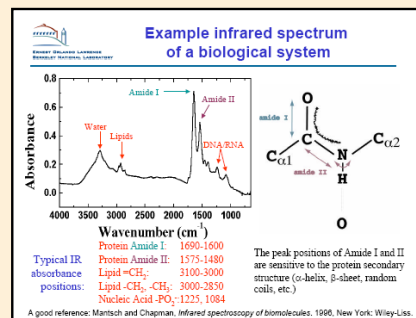 ERNEST ORLANDO LAWRENCE
BERKELEY NATIONAL LABORATORY
Example infrared spectrum
of a biological system
Amide I
Amide II
Water
Lipids
DNA/RNA
Absorbance
0.8
0.6
0.4
0.2
0.0
4000 3500 3000 2500 2000 1500 1000
Wavenumber (cm-1)
O
amide I
C
Cα1
N
Cα2
amide II
H
O
Typical IR
absorbance
positions:
Protein Amide I: 1690-1600
Protein Amide II: 1575-1480
Lipid =CH2: 3100-3000
Lipid -CH2, -CH3: 3000-2850
Nucleic Acid -PO2-: 1225, 1084
The peak positions of Amide I and II
are sensitive to the protein secondary
structure (α-helix, β-sheet, random
coils, etc.)
A good reference: Mantsch and Chapman, Infrared spectroscopy of biomolecules. 1996, New York: Wiley-Liss.